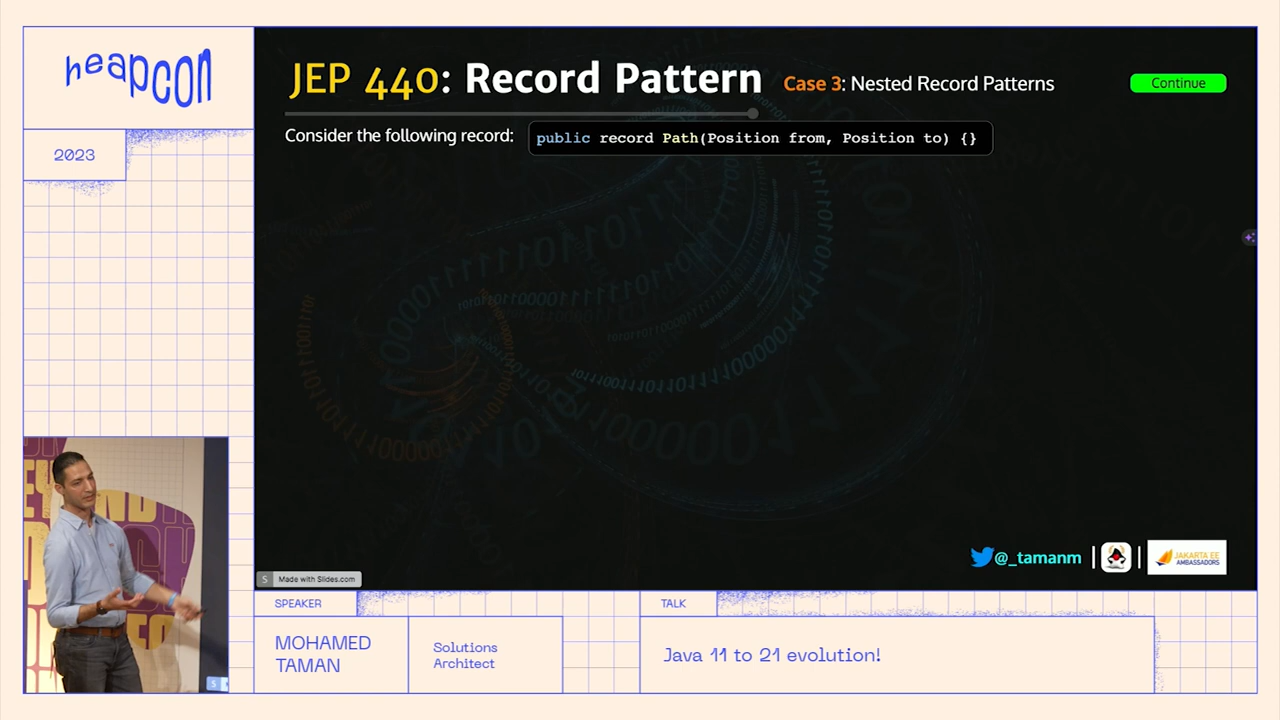 heapcon
2023
JEP 440: Record Pattern
Case 3: Nested Record Patterns
Continue
Consider the following record:
public record Path(Position from, Position to) {}
@_tamanm
JAKARTA EE
AMBASSADORS
S Made with Slides.com
SPEAKER
MOHAMED
TAMAN
Solutions
Architect
TALK
Java 11 to 21 evolution!